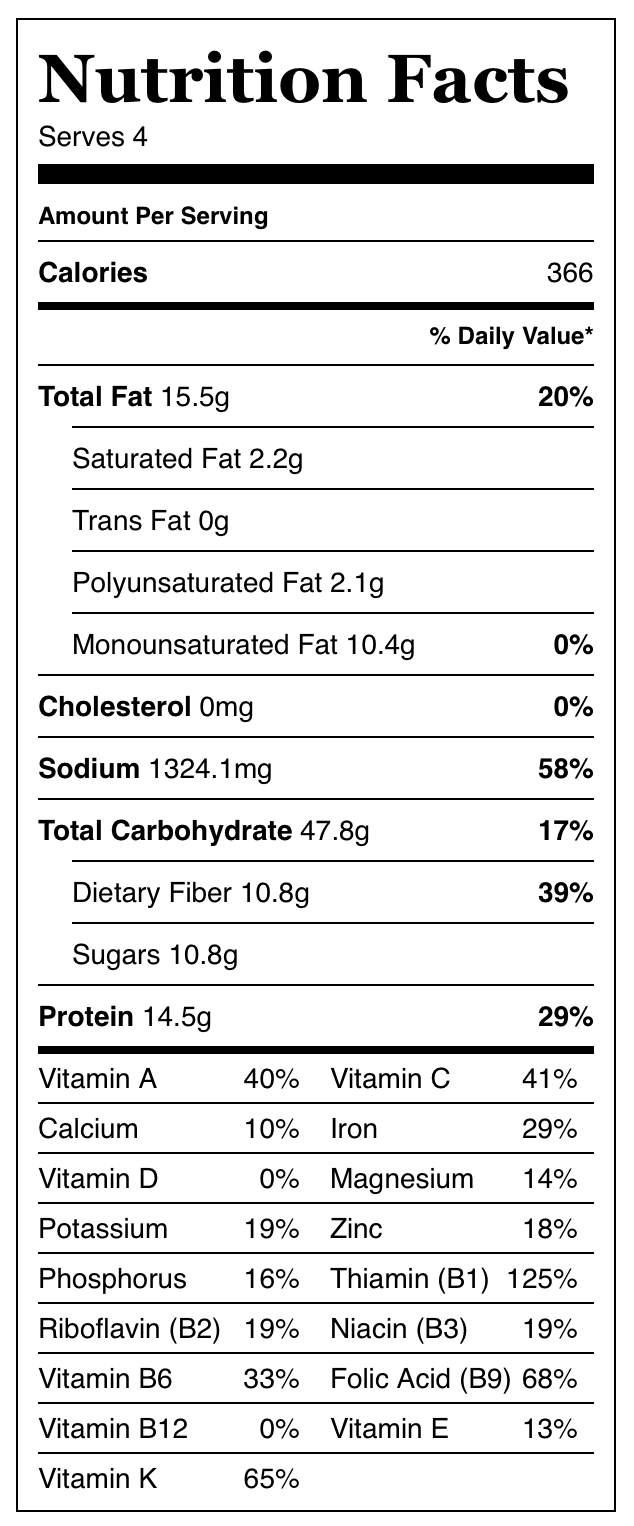 Nutrition Facts
Serves 4
Amount Per Serving
Calories 366
% Daily Value*
Total Fat 15.5g 20%
Saturated Fat 2.2g
Trans Fat 0g
Polyunsaturated Fat 2.1g
Monounsaturated Fat 10.4g 0%
Cholesterol 0mg 0%
Sodium 1324.1mg 58%
Total Carbohydrate 47.8g 17%
Dietary Fiber 10.8g 39%
Sugars 10.8g
Protein 14.5g 29%
Vitamin A 40% Vitamin C 41%
Calcium 10% Iron 29%
Vitamin D 0% Magnesium 14%
Potassium 19% Zinc 18%
Phosphorus 16% Thiamin (B1) 125%
Riboflavin (B2) 19% Niacin (B3) 19%
Vitamin B6 33% Folic Acid (B9) 68%
Vitamin B12 0% Vitamin E 13%
Vitamin K 65%